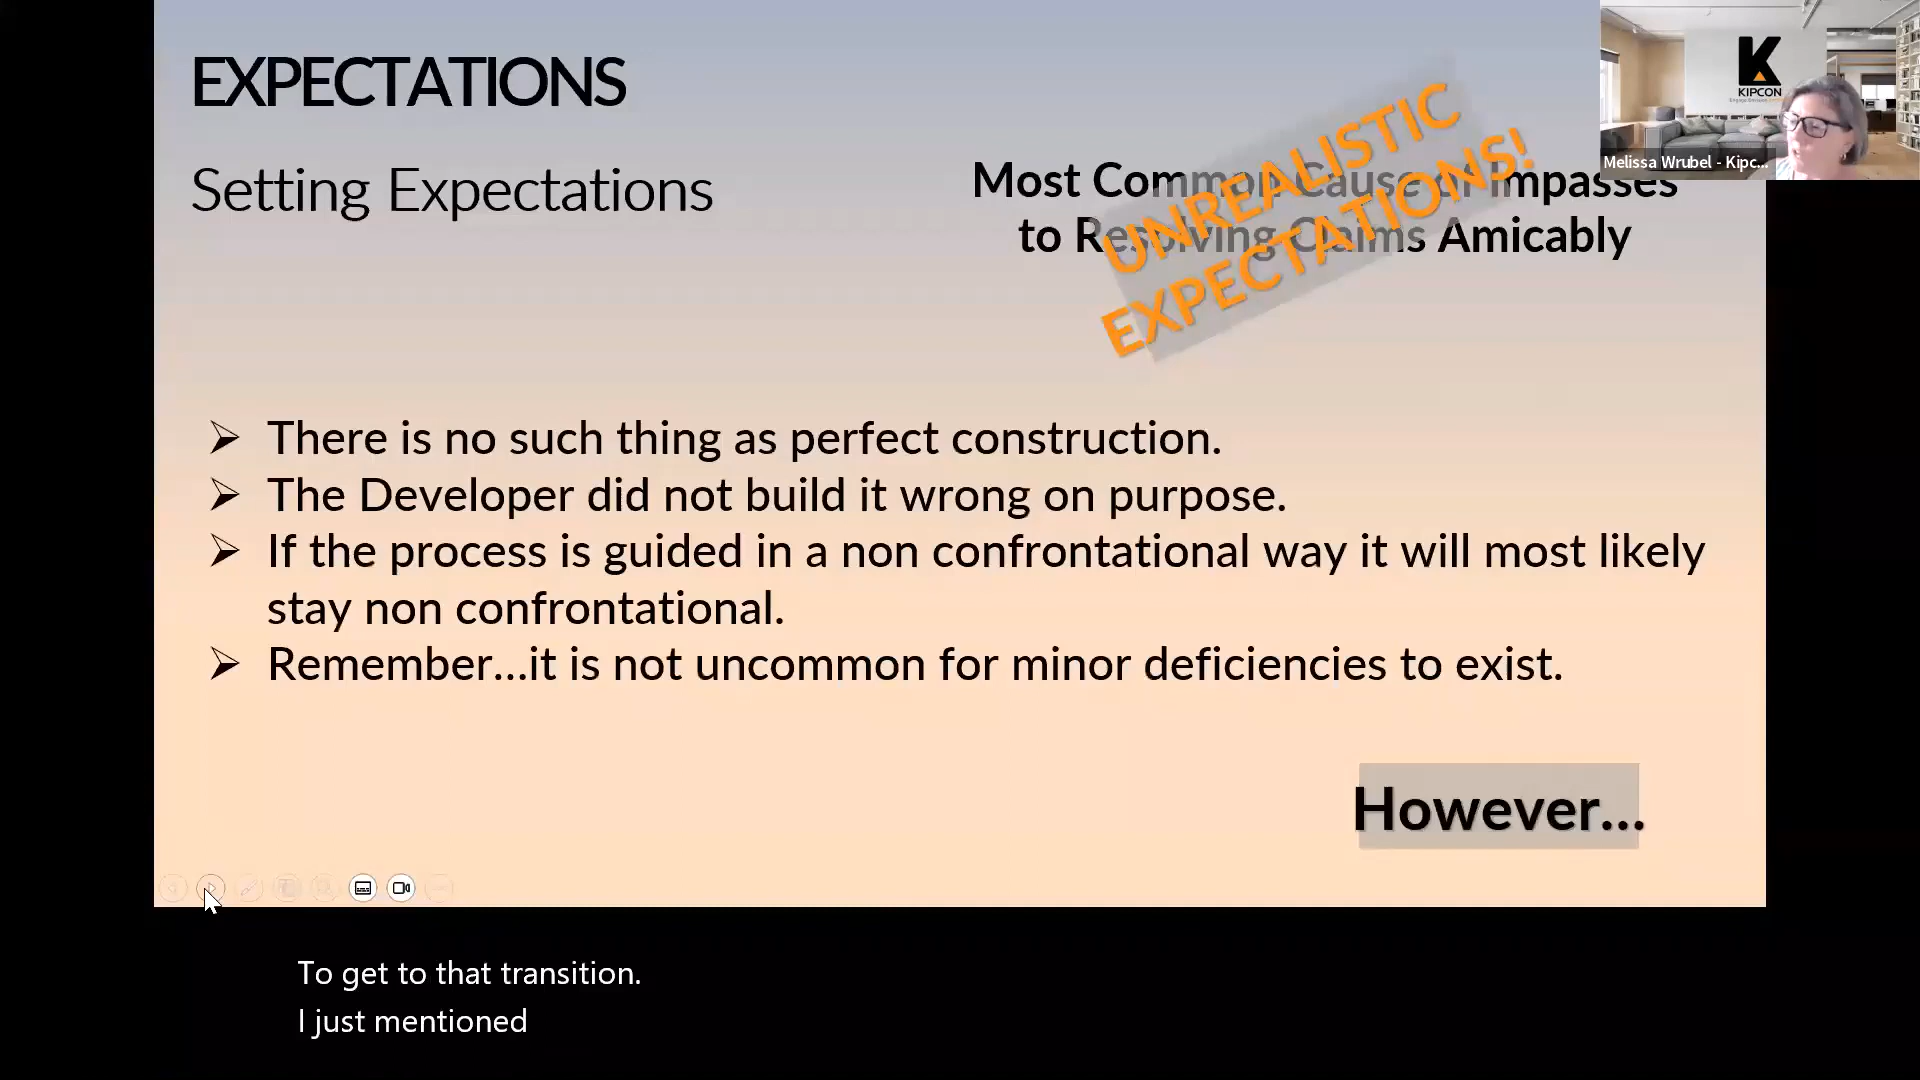 EXPECTATIONS
Setting Expectations
Most Common Cause of Impasses
to Resolving Claims Amicably
UNREALISTIC
EXPECTATIONS!
K
KIPCON
Melissa Wrubel - Kipc...
There is no such thing as perfect construction.
The Developer did not build it wrong on purpose.
If the process is guided in a non confrontational way it will most likely
stay non confrontational.
Remember...it is not uncommon for minor deficiencies to exist.
However...
To get to that transition.
I just mentioned